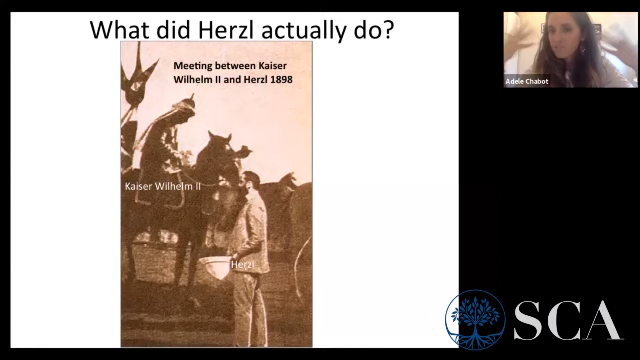 What did Herzl actually do?
Meeting between Kaiser
Wilhelm II and Herzl 1898
Kaiser Wilhelm II
Herzl
Adele Chabot
SCA